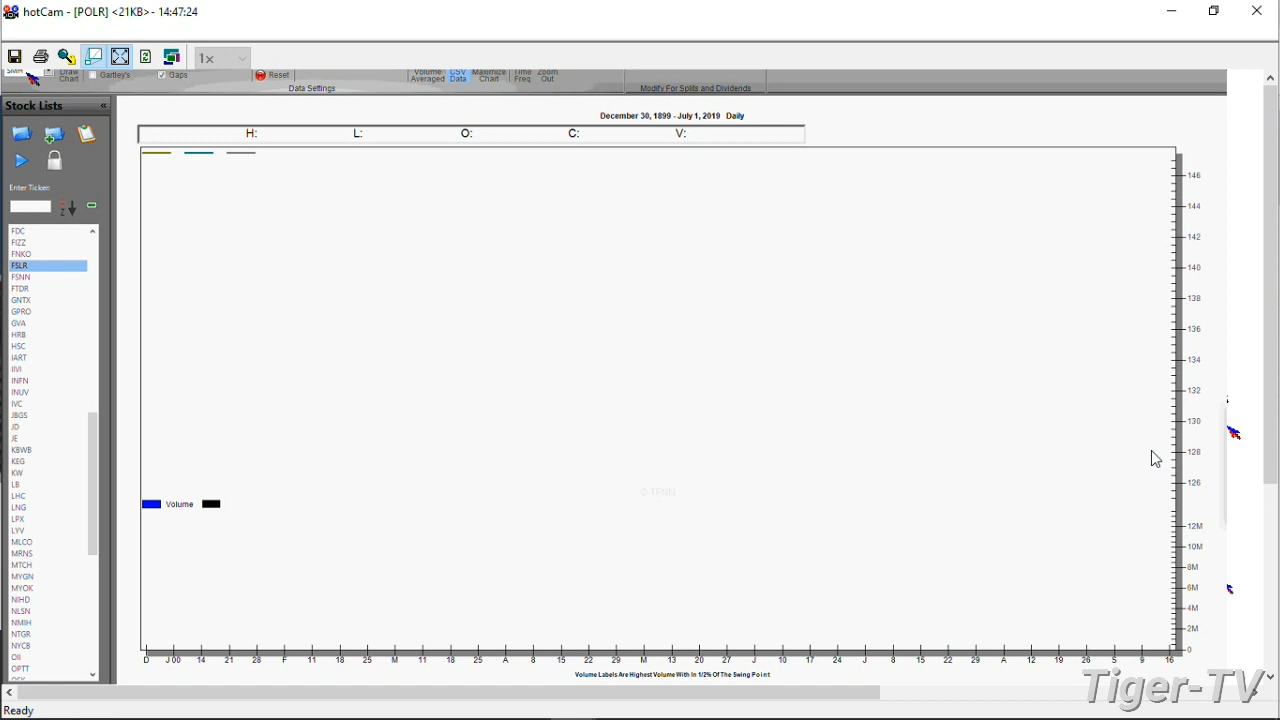 hotCam - [POLR] <21KB> - 14:47:24
1x
SMH Draw Chart Gartley's Gaps Reset Volume Averaged CSV Data Maximize Chart Time Freq Zoom Out
Data Settings Modify For Splits and Dividends
Stock Lists «
December 30, 1899 - July 1, 2019 Daily
H: L: O: C: V:
Enter Ticker:
FDC
FIZZ
FNKO
FSLR
FSNN
FTDR
GNTX
GPRO
GVA
HRB
HSC
IART
IIVI
INFN
INUV
IVC
JBGS
JD
JE
KBWB
KEG
KW
LB
LHC
LNG
LPX
LYV
MLCO
MRNS
MTCH
MYGN
MYOK
NIHD
NLSN
NMIH
NTGR
NYCB
OII
OPTT
146
144
142
140
138
136
134
132
130
128
126
© TFNN
Volume
12M
10M
8M
6M
4M
2M
0
D J 00 14 21 28 F 11 18 25 M 11 18 25 A 8 15 22 29 M 13 20 27 J 10 17 24 J 8 15 22 29 A 12 19 26 S 9 16
Volume Labels Are Highest Volume With In 1/2% Of The Swing Point
Tiger-TV
Ready